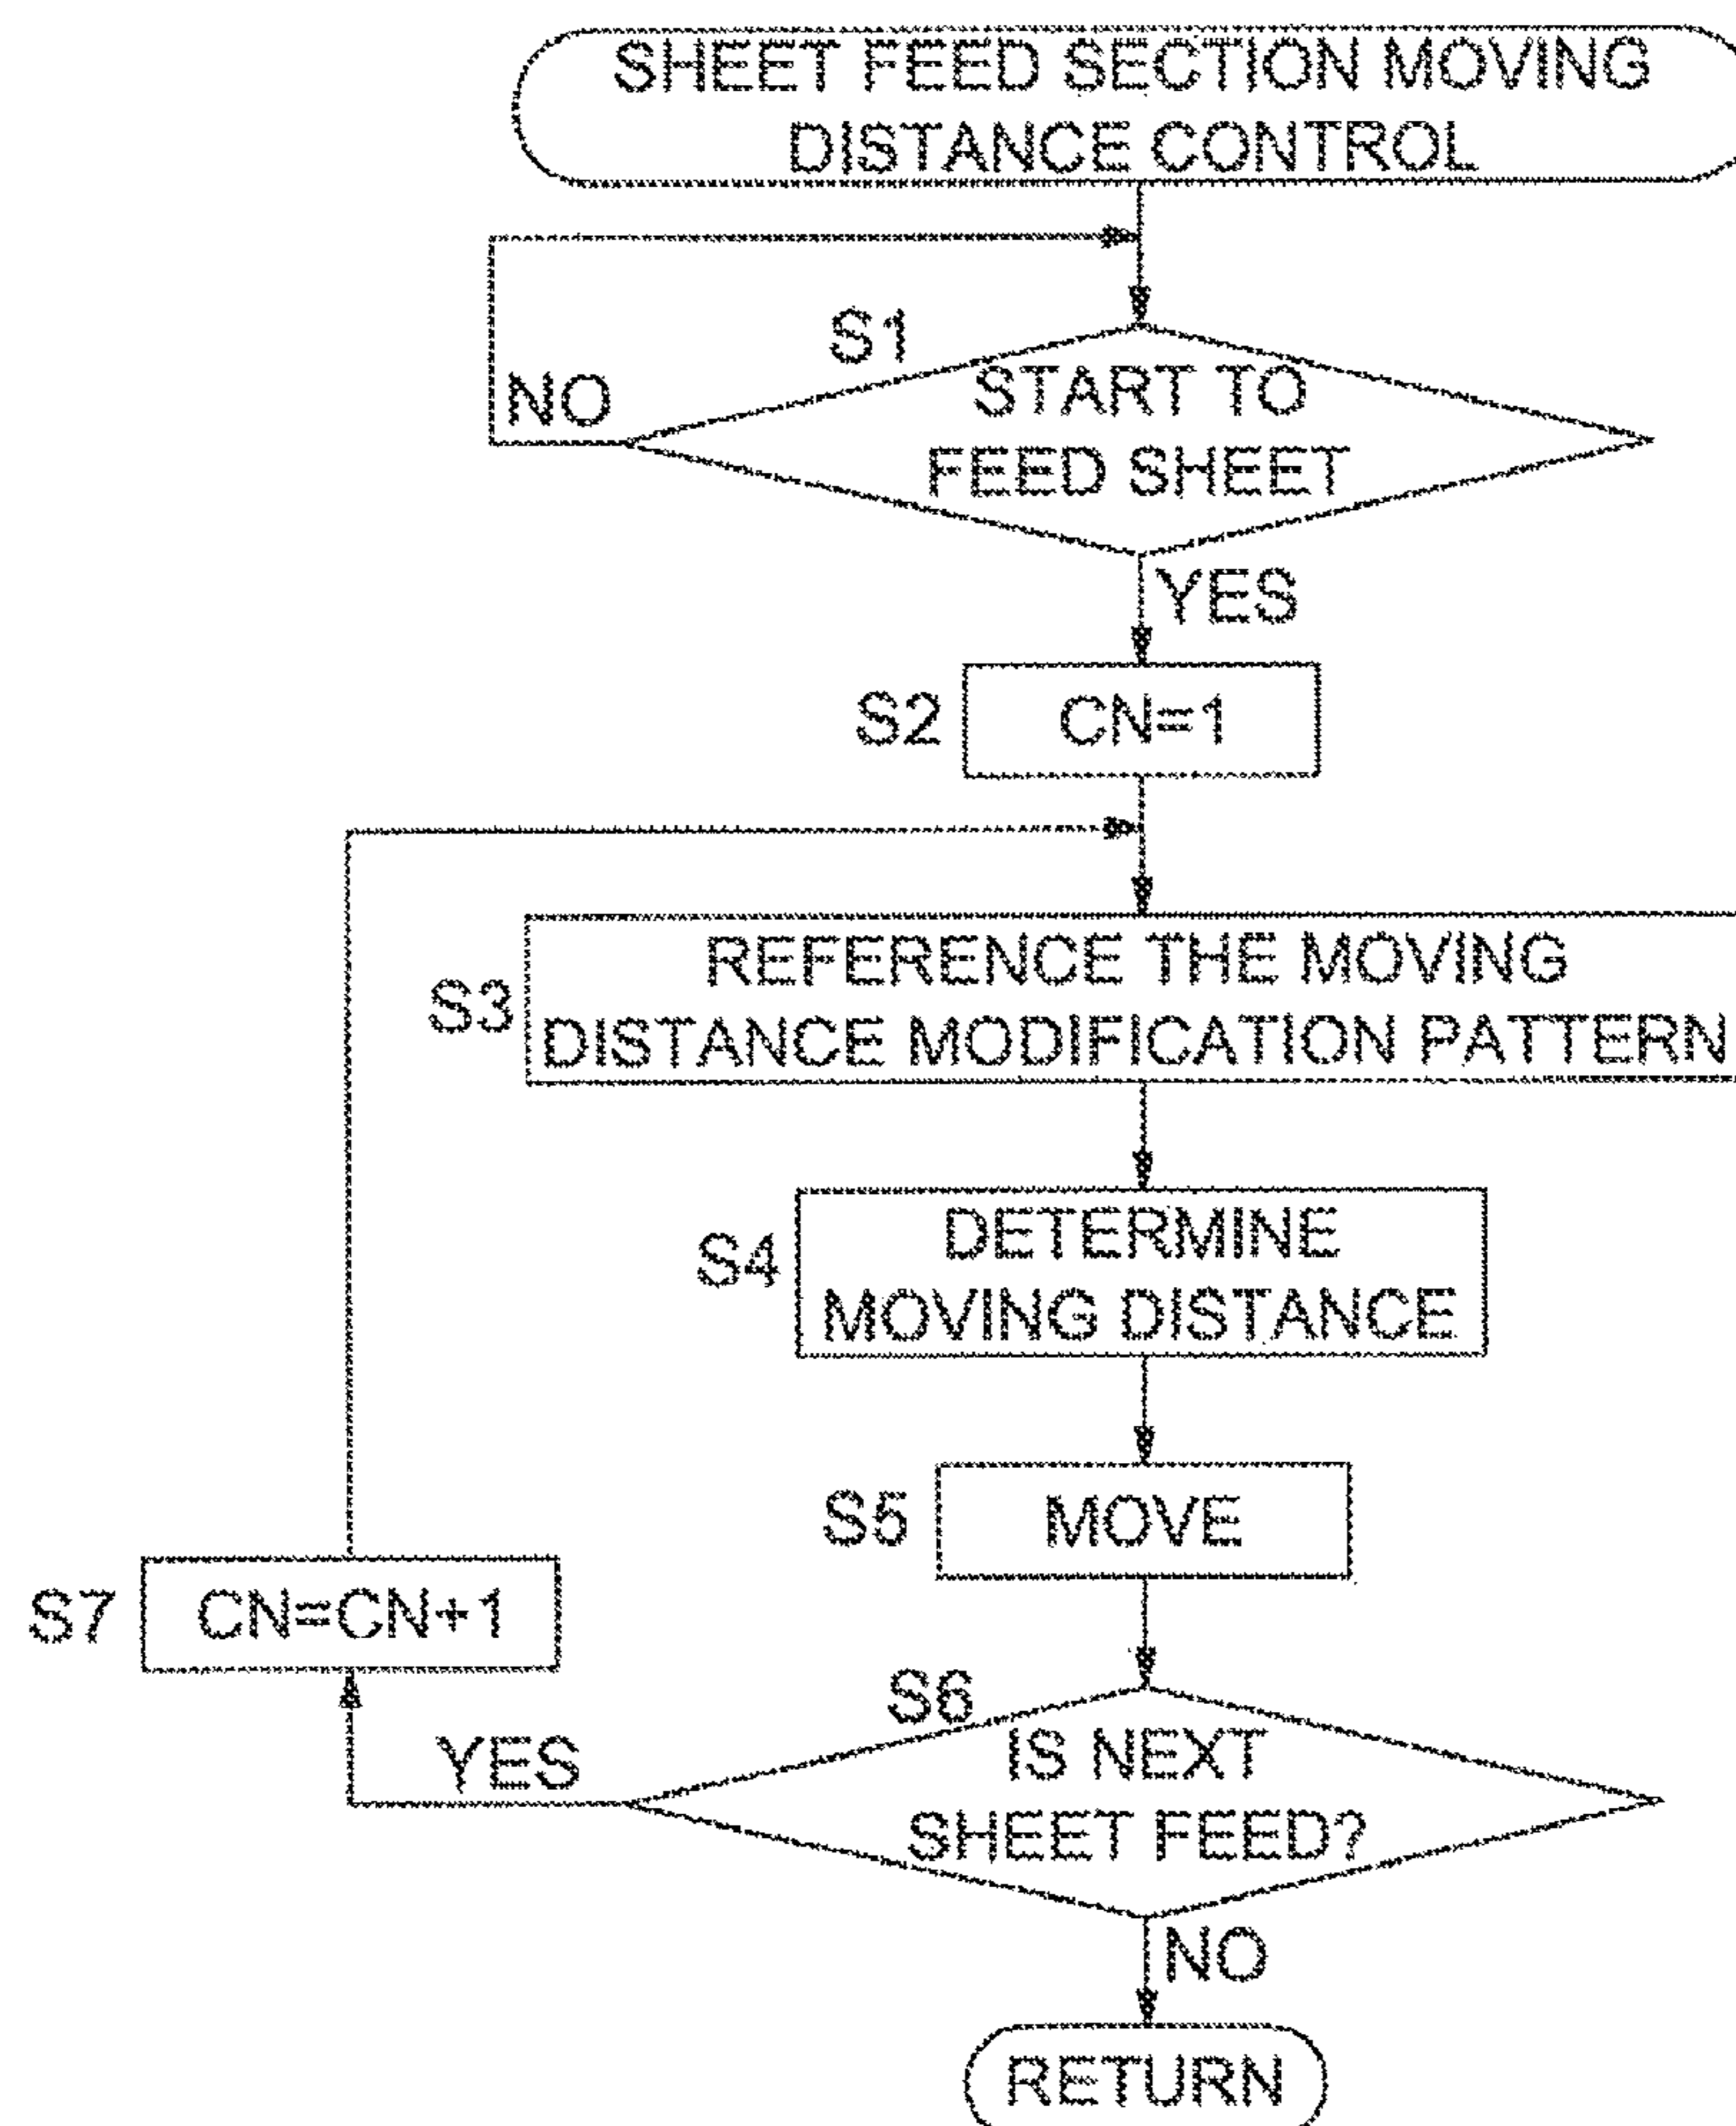 SHEET FEED SECTION MOVING
DISTANCE CONTROL
S1
NO
START TO
FEED SHEET
YES
S2
CN=1
S3
REFERENCE THE MOVING
DISTANCE MODIFICATION PATTERN
S4
DETERMINE
MOVING DISTANCE
S5
MOVE
S7
CN=CN+1
S6
IS NEXT
SHEET FEED?
YES
NO
RETURN